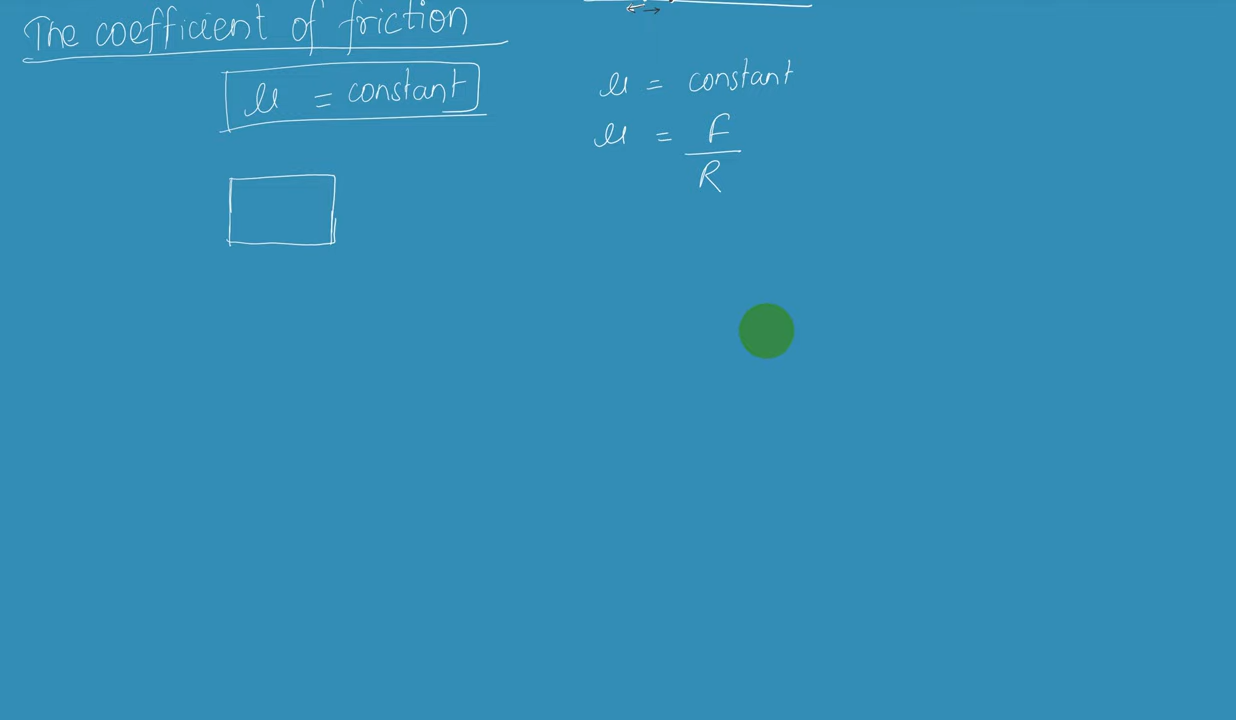 The coefficient of friction
μ = constant
μ = constant
μ = F
R